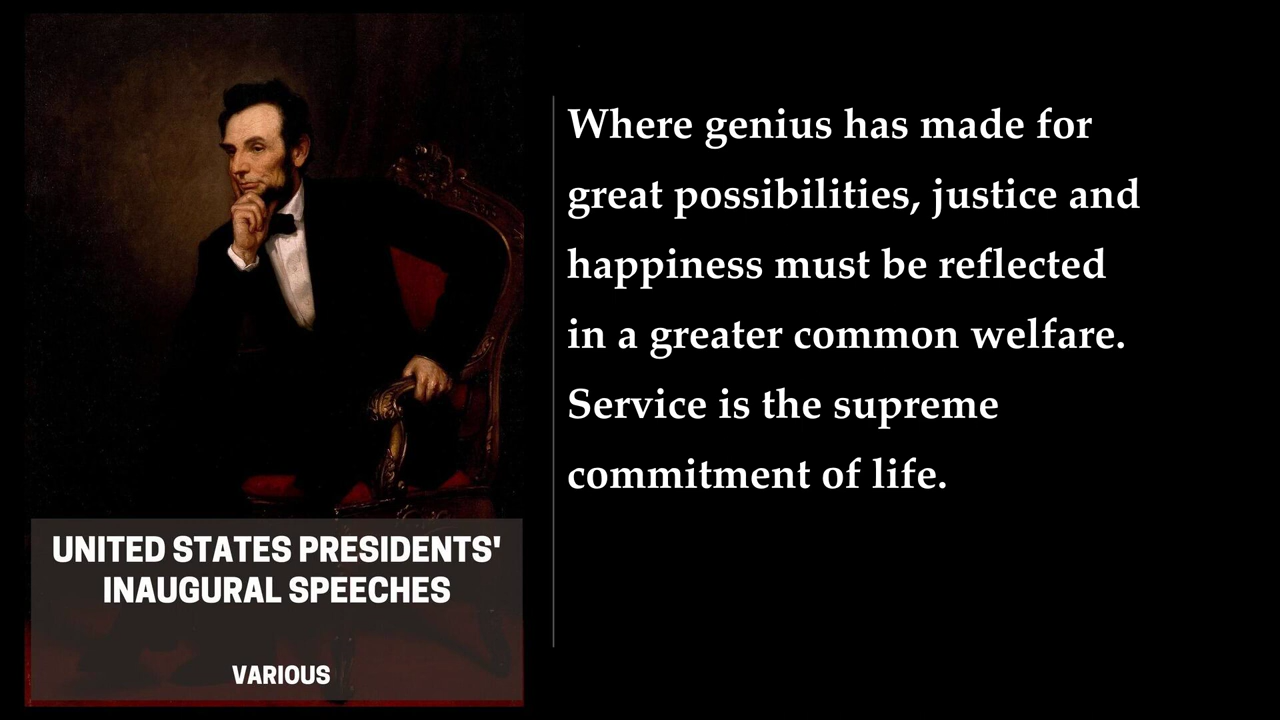 Where genius has made for
great possibilities, justice and
happiness must be reflected
in a greater common welfare.
Service is the supreme
commitment of life.
UNITED STATES PRESIDENTS'
INAUGURAL SPEECHES
VARIOUS